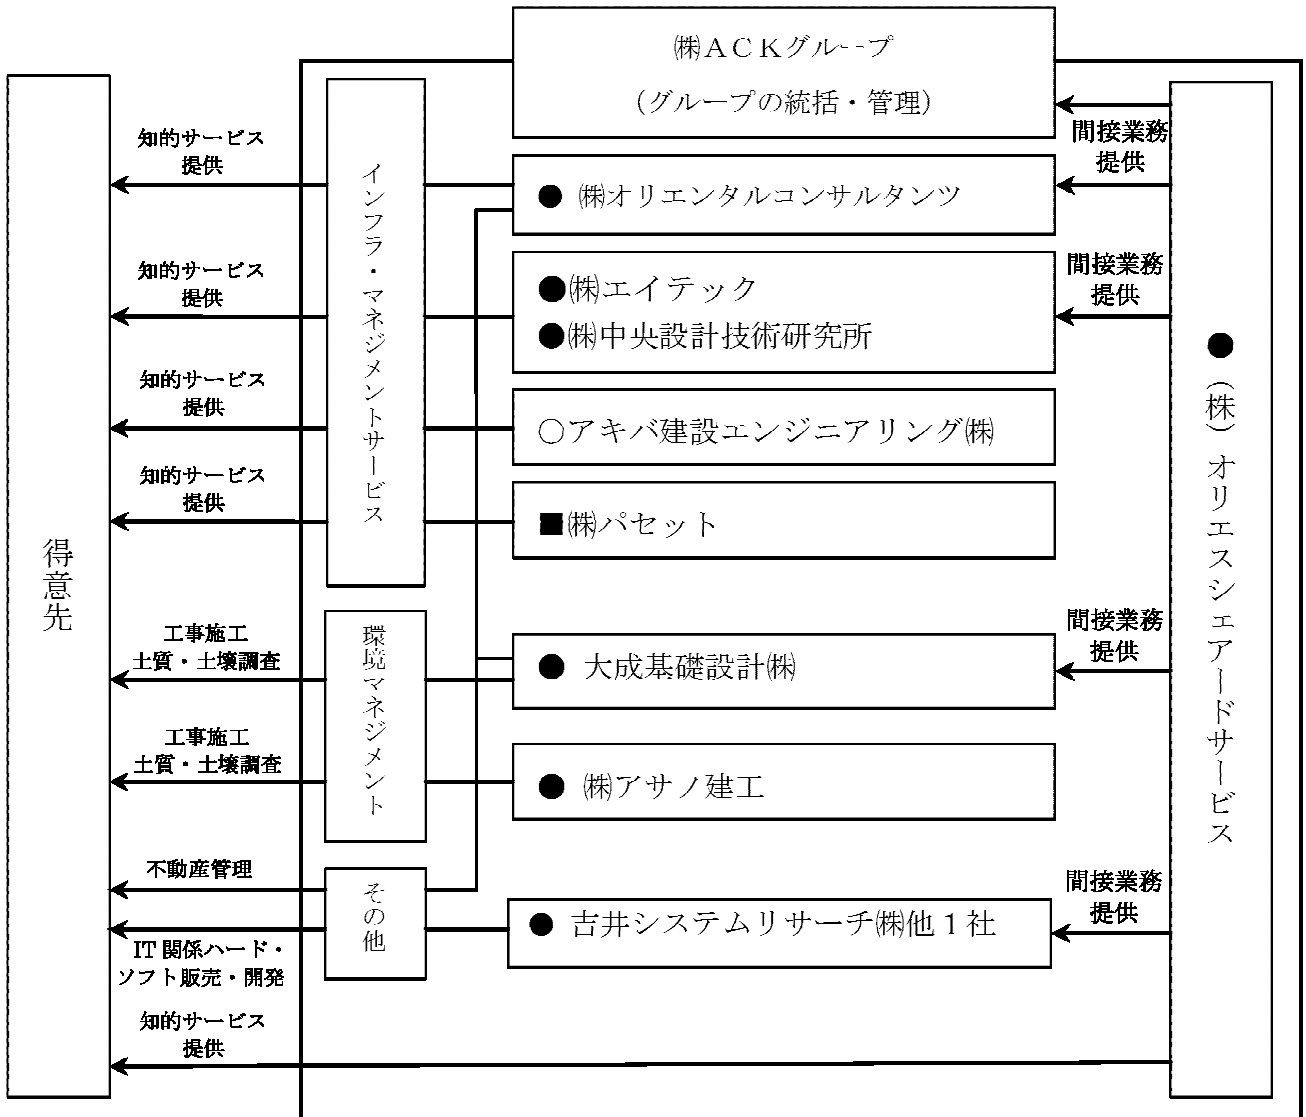 ㈱ＡＣＫグループ
(グループの統括・管理)
得意先
知的サービス
提供
知的サービス
提供
知的サービス
提供
知的サービス
提供
工事施工
土質・土壌調査
工事施工
土質・土壌調査
不動産管理
IT 関係ハード・
ソフト販売・開発
知的サービス
提供
インフラ・マネジメントサービス
環境マネジメント
その他
● ㈱オリエンタルコンサルタンツ
●㈱エイテック
●㈱中央設計技術研究所
○アキバ建設エンジニアリング㈱
■㈱パセット
● 大成基礎設計㈱
● ㈱アサノ建工
● 吉井システムリサーチ㈱他１社
間接業務
提供
間接業務
提供
間接業務
提供
間接業務
提供
●（株）オリエスシェアードサービス